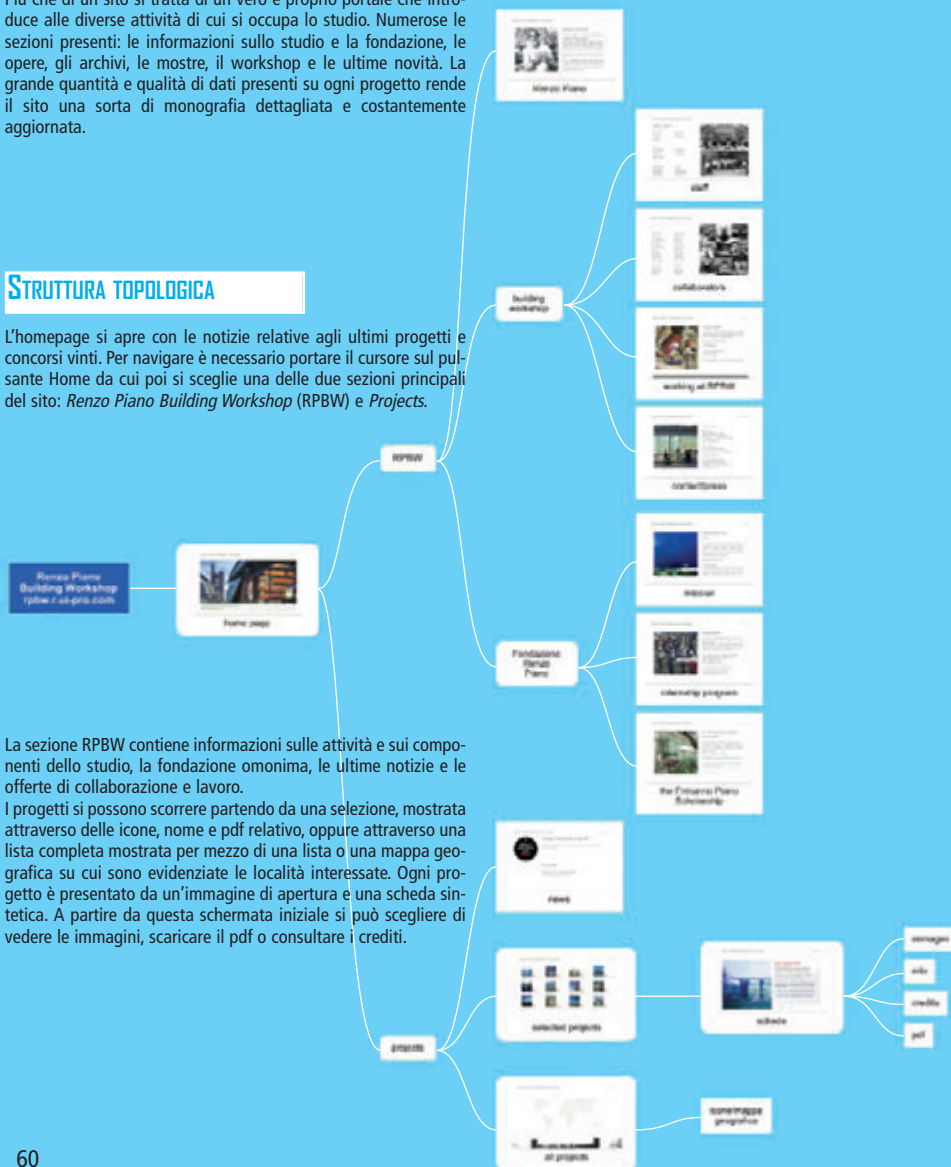 Più che di un sito si tratta di un vero e proprio portale che intro-
duce alle diverse attività di cui si occupa lo studio. Numerose le
sezioni presenti: le informazioni sullo studio e la fondazione, le
opere, gli archivi, le mostre, il workshop e le ultime novità. La
grande quantità e qualità di dati presenti su ogni progetto rende
il sito una sorta di monografia dettagliata e costantemente
aggiornata.
STRUTTURA TOPOLOGICA
L'homepage si apre con le notizie relative agli ultimi progetti e
concorsi vinti. Per navigare è necessario portare il cursore sul pul-
sante Home da cui poi si sceglie una delle due sezioni principali
del sito: Renzo Piano Building Workshop (RPBW) e Projects.
Renzo Piano
Building Workshop
home page
La sezione RPBW contiene informazioni sulle attività e sui compo-
nenti dello studio, la fondazione omonima, le ultime notizie e le
offerte di collaborazione e lavoro.
I progetti si possono scorrere partendo da una selezione, mostrata
attraverso delle icone, nome e pdf relativo, oppure attraverso una
lista completa mostrata per mezzo di una lista o una mappa geo-
grafica su cui sono evidenziate le località interessate. Ogni pro-
getto è presentato da un'immagine di apertura e una scheda sin-
tetica. A partire da questa schermata iniziale si può scegliere di
vedere le immagini, scaricare il pdf o consultare i crediti.
RPBW
projects
Renzo Piano
building
workshop
staff
collaborators
working at RPBW
contact/press
Fondazione
Renzo
Piano
mission
internship program
the Ermanno Piano
Scholarship
news
selected projects
scheda
immagini
info
credits
pdf
all projects
icone/mappa
geografica
60